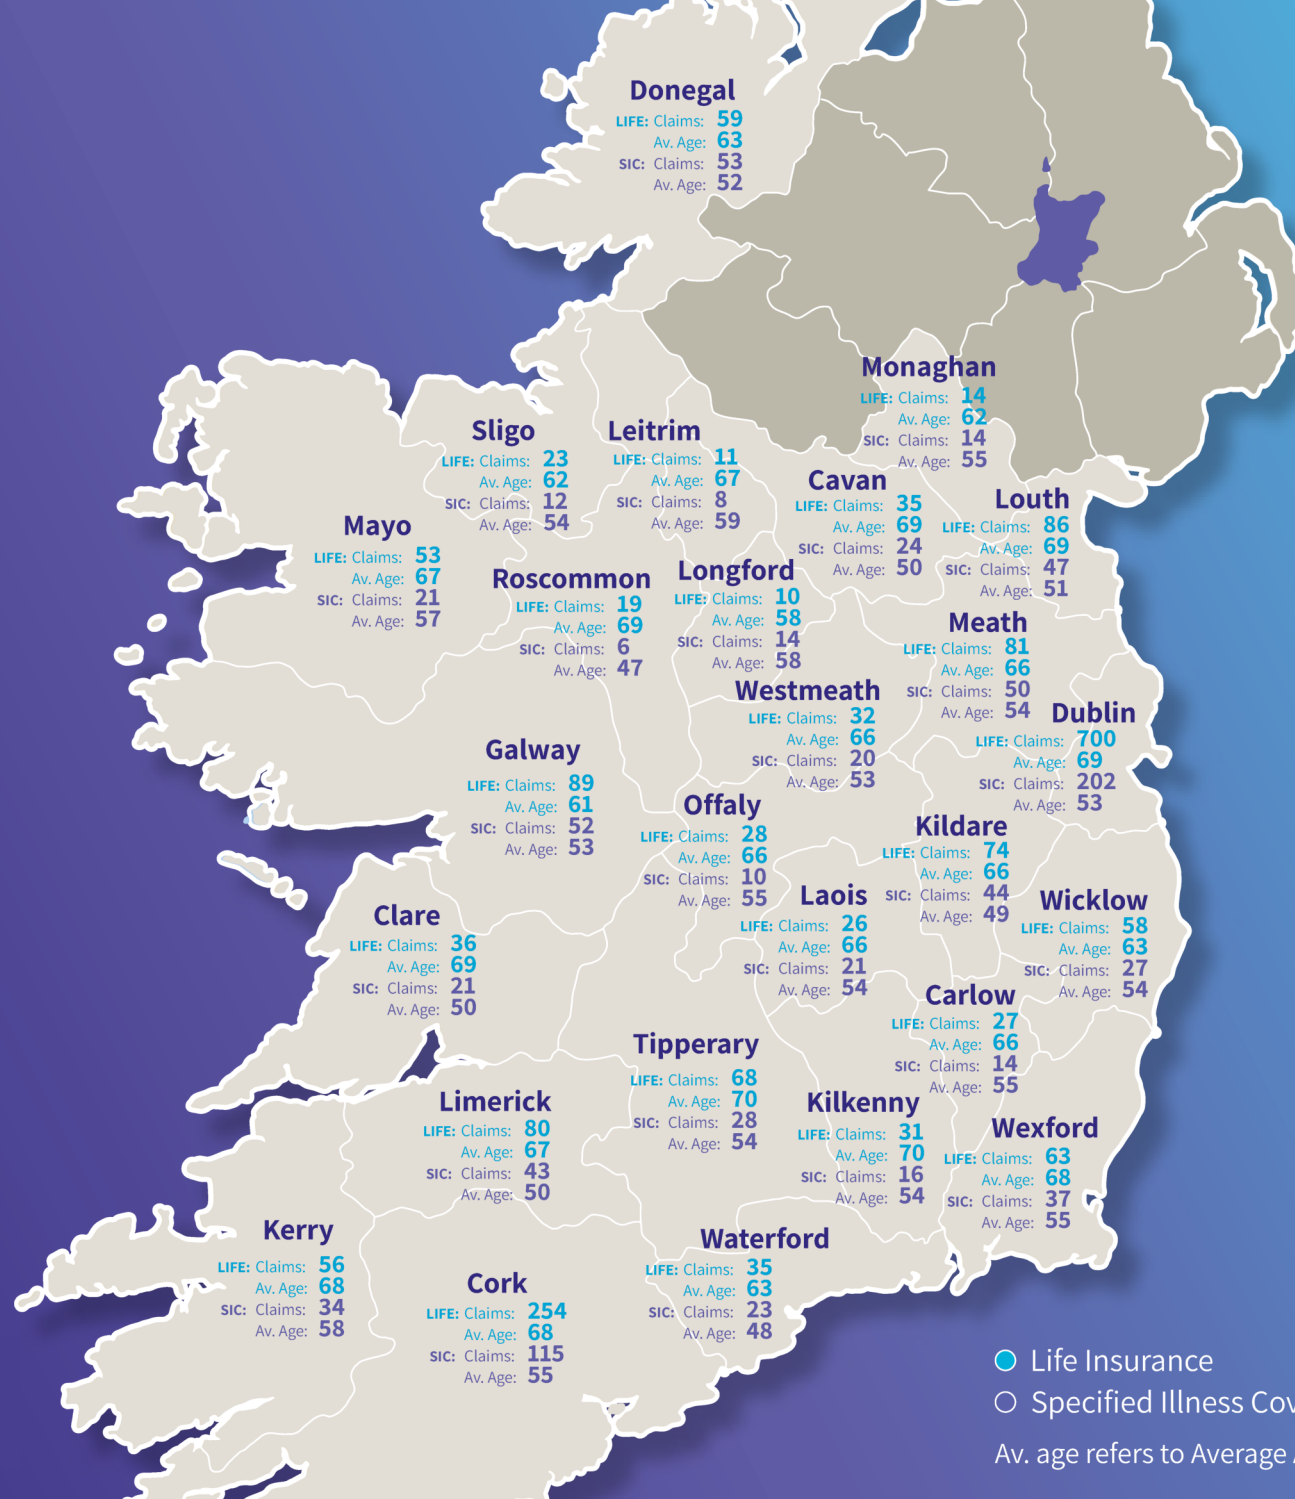 Donegal
LIFE: Claims: 59
Av. Age: 63
SIC: Claims: 53
Av. Age: 52
Monaghan
LIFE: Claims: 14
Av. Age: 62
SIC: Claims: 14
Av. Age: 55
Sligo
LIFE: Claims: 23
Av. Age: 62
SIC: Claims: 12
Av. Age: 54
Leitrim
LIFE: Claims: 11
Av. Age: 67
SIC: Claims: 8
Av. Age: 59
Cavan
LIFE: Claims: 35
Av. Age: 69
SIC: Claims: 24
Av. Age: 50
Louth
LIFE: Claims: 86
Av. Age: 69
SIC: Claims: 47
Av. Age: 51
Mayo
LIFE: Claims: 53
Av. Age: 67
SIC: Claims: 21
Av. Age: 57
Roscommon
LIFE: Claims: 19
Av. Age: 69
SIC: Claims: 6
Av. Age: 47
Longford
LIFE: Claims: 10
Av. Age: 58
SIC: Claims: 14
Av. Age: 58
Meath
LIFE: Claims: 81
Av. Age: 66
SIC: Claims: 50
Av. Age: 54
Westmeath
LIFE: Claims: 32
Av. Age: 66
SIC: Claims: 20
Av. Age: 53
Dublin
LIFE: Claims: 700
Av. Age: 69
SIC: Claims: 202
Av. Age: 53
Galway
LIFE: Claims: 89
Av. Age: 61
SIC: Claims: 52
Av. Age: 53
Offaly
LIFE: Claims: 28
Av. Age: 66
SIC: Claims: 10
Av. Age: 55
Kildare
LIFE: Claims: 74
Av. Age: 66
SIC: Claims: 44
Av. Age: 49
Laois
LIFE: Claims: 26
Av. Age: 66
SIC: Claims: 21
Av. Age: 54
Wicklow
LIFE: Claims: 58
Av. Age: 63
SIC: Claims: 27
Av. Age: 54
Clare
LIFE: Claims: 36
Av. Age: 69
SIC: Claims: 21
Av. Age: 50
Carlow
LIFE: Claims: 27
Av. Age: 66
SIC: Claims: 14
Av. Age: 55
Tipperary
LIFE: Claims: 68
Av. Age: 70
SIC: Claims: 28
Av. Age: 54
Limerick
LIFE: Claims: 80
Av. Age: 67
SIC: Claims: 43
Av. Age: 50
Kilkenny
LIFE: Claims: 31
Av. Age: 70
SIC: Claims: 16
Av. Age: 54
Wexford
LIFE: Claims: 63
Av. Age: 68
SIC: Claims: 37
Av. Age: 55
Kerry
LIFE: Claims: 56
Av. Age: 68
SIC: Claims: 34
Av. Age: 58
Waterford
LIFE: Claims: 35
Av. Age: 63
SIC: Claims: 23
Av. Age: 48
Cork
LIFE: Claims: 254
Av. Age: 68
SIC: Claims: 115
Av. Age: 55
Life Insurance
Specified Illness Cov
Av. age refers to Average